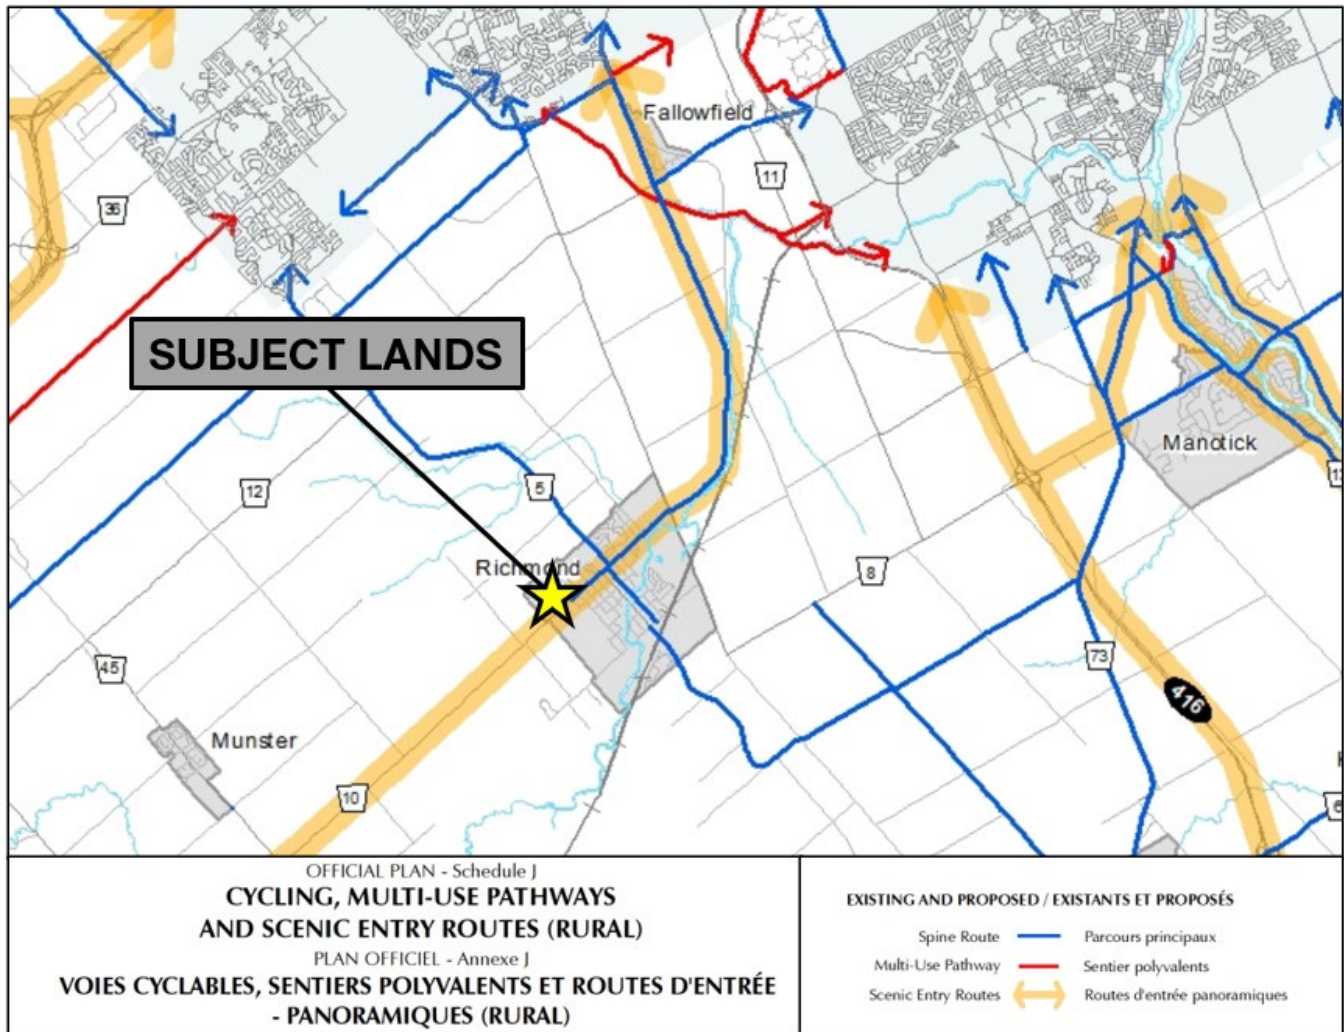 Fallowfield
11
36
SUBJECT LANDS
Manotick
12
5
Richmond
8
45
73
416
Munster
10
OFFICIAL PLAN - Schedule J
CYCLING, MULTI-USE PATHWAYS
AND SCENIC ENTRY ROUTES (RURAL)
PLAN OFFICIEL - Annexe J
VOIES CYCLABLES, SENTIERS POLYVALENTS ET ROUTES D'ENTRÉE
- PANORAMIQUES (RURAL)
EXISTING AND PROPOSED / EXISTANTS ET PROPOSÉS
Spine Route Parcours principaux
Multi-Use Pathway Sentier polyvalents
Scenic Entry Routes Routes d'entrée panoramiques